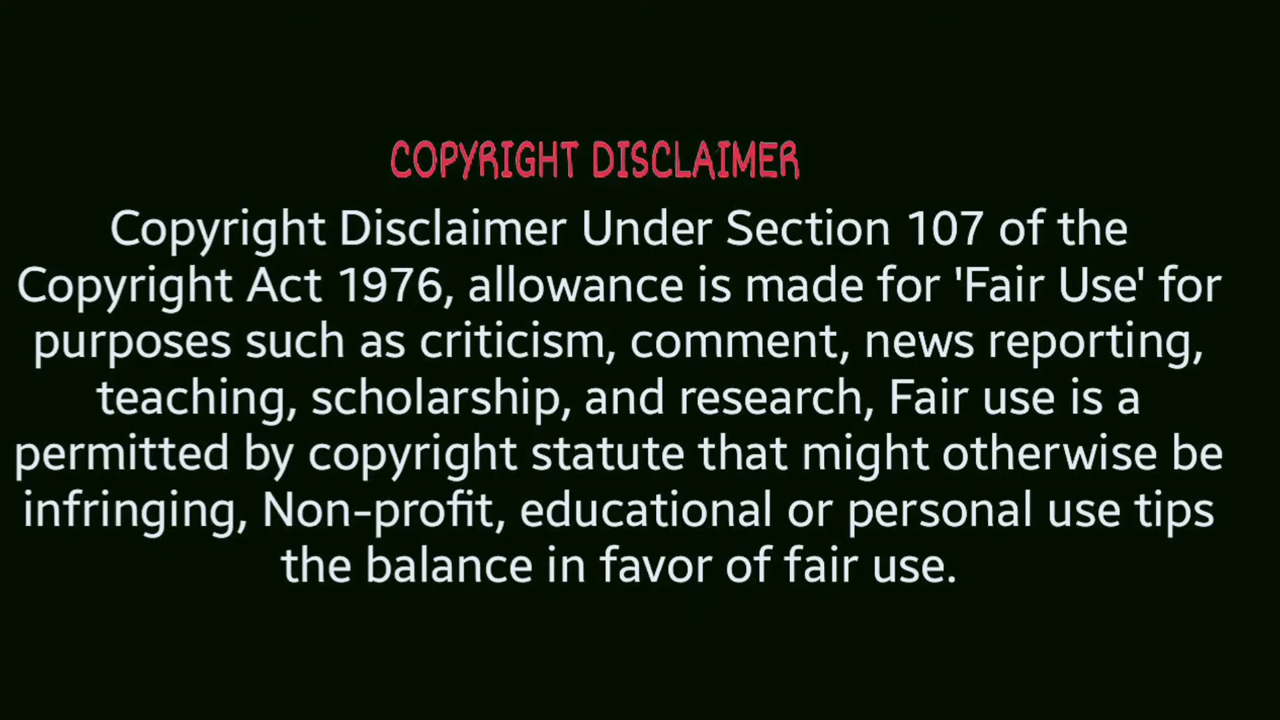 COPYRIGHT DISCLAIMER
Copyright Disclaimer Under Section 107 of the
Copyright Act 1976, allowance is made for 'Fair Use' for
purposes such as criticism, comment, news reporting,
teaching, scholarship, and research, Fair use is a
permitted by copyright statute that might otherwise be
infringing, Non-profit, educational or personal use tips
the balance in favor of fair use.